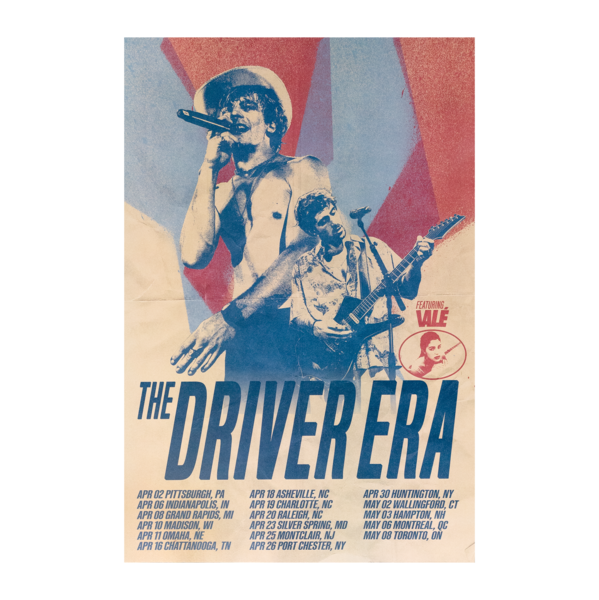 FEATURING
VALÉ
THE DRIVER ERA
APR 02 PITTSBURGH, PA
APR 06 INDIANAPOLIS, IN
APR 08 GRAND RAPIDS, MI
APR 10 MADISON, WI
APR 11 OMAHA, NE
APR 16 CHATTANOOGA, TN
APR 18 ASHEVILLE, NC
APR 19 CHARLOTTE, NC
APR 20 RALEIGH, NC
APR 23 SILVER SPRING, MD
APR 25 MONTCLAIR, NJ
APR 26 PORT CHESTER, NY
APR 30 HUNTINGTON, NY
MAY 02 WALLINGFORD, CT
MAY 03 HAMPTON, NH
MAY 06 MONTREAL, QC
MAY 08 TORONTO, ON